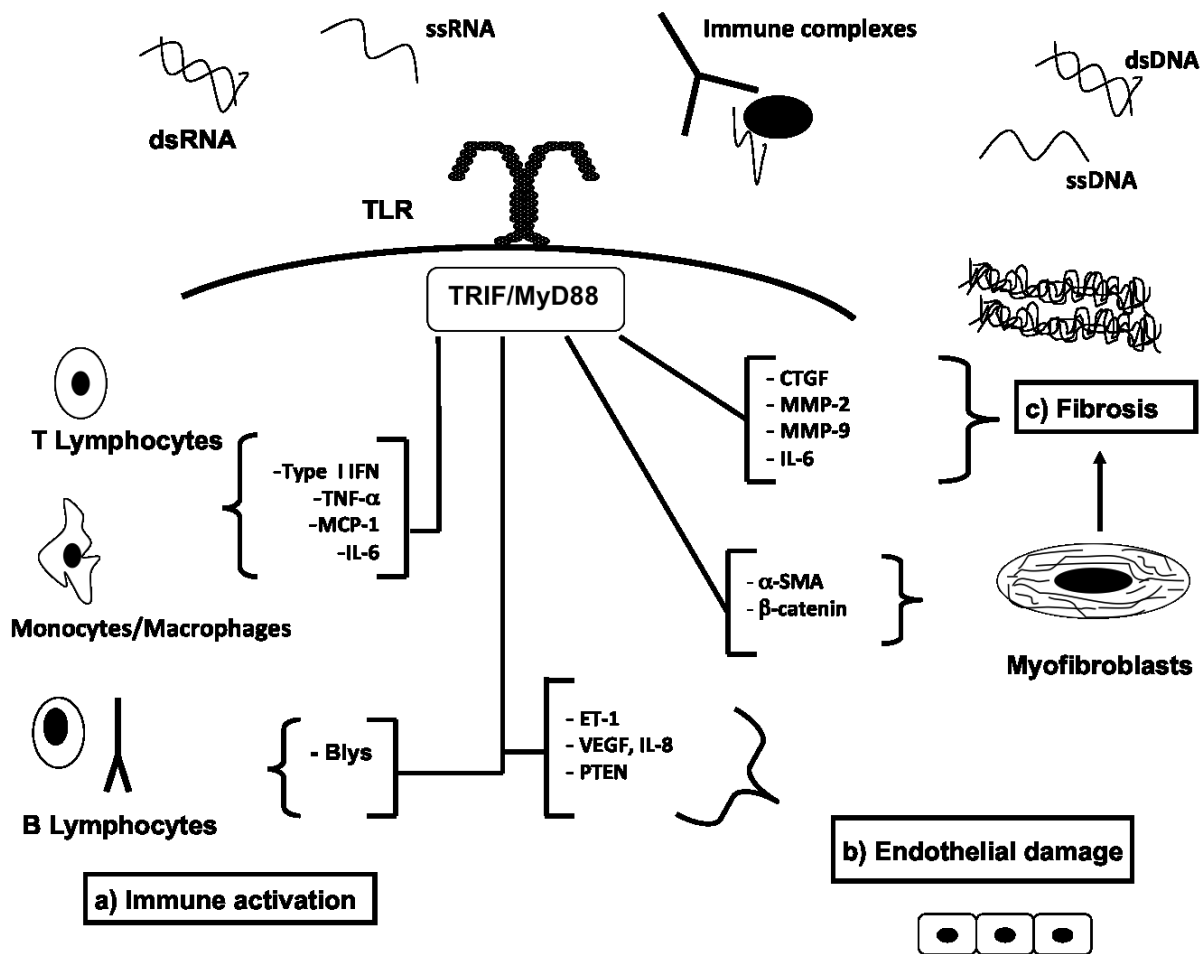 ssRNA
Immune complexes
dsDNA
dsRNA
ssDNA
TLR
TRIF/MyD88
T Lymphocytes
-Type I IFN
-TNF-α
-MCP-1
-IL-6
Monocytes/Macrophages
- CTGF
- MMP-2
- MMP-9
- IL-6
c) Fibrosis
- α-SMA
- β-catenin
Myofibroblasts
- Blys
B Lymphocytes
- ET-1
- VEGF, IL-8
- PTEN
a) Immune activation
b) Endothelial damage